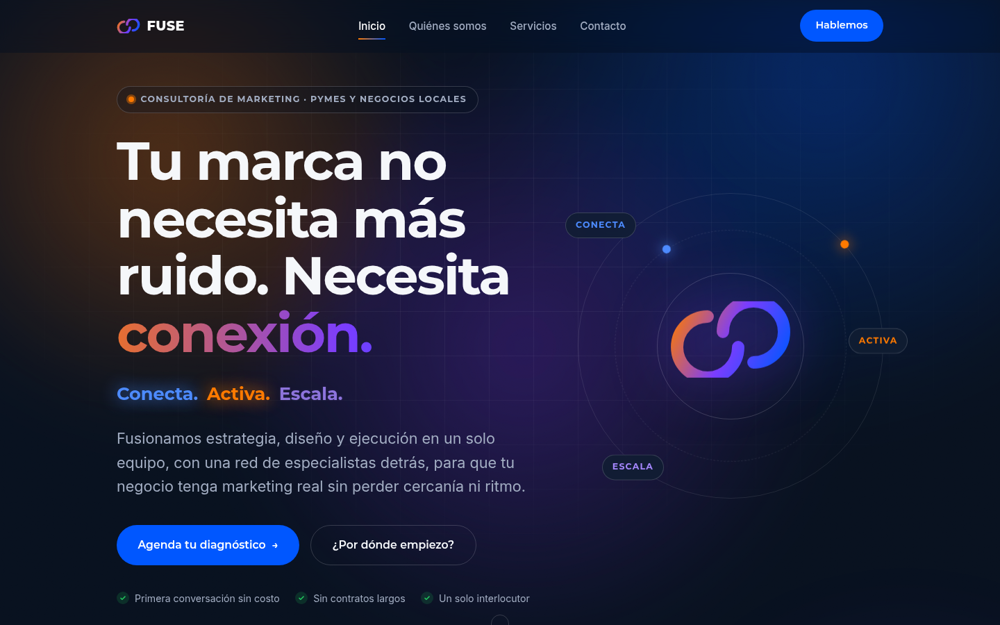 FUSE
Inicio
Quiénes somos
Servicios
Contacto
Hablemos
CONSULTORÍA DE MARKETING · PYMES Y NEGOCIOS LOCALES
Tu marca no
necesita más
ruido. Necesita
conexión.
Conecta. Activa. Escala.
Fusionamos estrategia, diseño y ejecución en un solo
equipo, con una red de especialistas detrás, para que tu
negocio tenga marketing real sin perder cercanía ni ritmo.
Agenda tu diagnóstico →
¿Por dónde empiezo?
Primera conversación sin costo
Sin contratos largos
Un solo interlocutor
CONECTA
ACTIVA
ESCALA